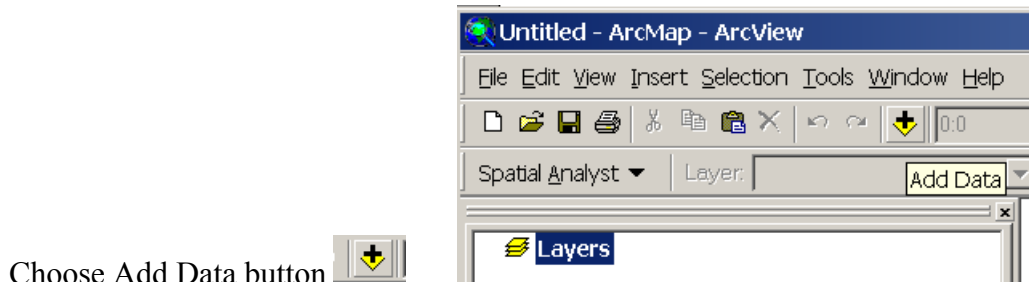 Untitled - ArcMap - ArcView
File Edit View Insert Selection Tools Window Help
0:0
Spatial Analyst Layer:
Add Data
Layers
Choose Add Data button